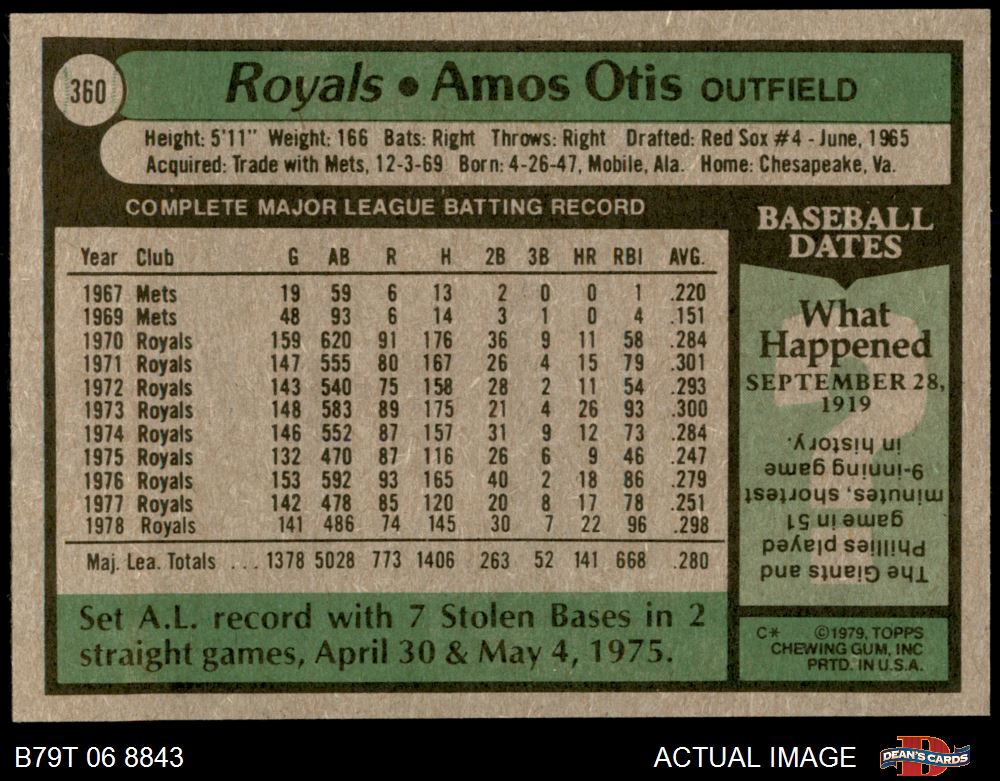 360
Royals • Amos Otis OUTFIELD
Height: 5'11" Weight: 166 Bats: Right Throws: Right Drafted: Red Sox #4 - June, 1965
Acquired: Trade with Mets, 12-3-69 Born: 4-26-47, Mobile, Ala. Home: Chesapeake, Va.
COMPLETE MAJOR LEAGUE BATTING RECORD
Year Club G AB R H 2B 3B HR RBI AVG.
1967 Mets 19 59 6 13 2 0 0 1 .220
1969 Mets 48 93 6 14 3 1 0 4 .151
1970 Royals 159 620 91 176 36 9 11 58 .284
1971 Royals 147 555 80 167 26 4 15 79 .301
1972 Royals 143 540 75 158 28 2 11 54 .293
1973 Royals 148 583 89 175 21 4 26 93 .300
1974 Royals 146 552 87 157 31 9 12 73 .284
1975 Royals 132 470 87 116 26 6 9 46 .247
1976 Royals 153 592 93 165 40 2 18 86 .279
1977 Royals 142 478 85 120 20 8 17 78 .251
1978 Royals 141 486 74 145 30 7 22 96 .298
Maj. Lea. Totals ... 1378 5028 773 1406 263 52 141 668 .280
Set A.L. record with 7 Stolen Bases in 2
straight games, April 30 & May 4, 1975.
BASEBALL
DATES
What
Happened
SEPTEMBER 28,
1919
The Giants and
Phillies played
game in 51
minutes, shortest
9-inning game
in history.
C* ©1979, TOPPS
CHEWING GUM, INC
PRTD. IN U.S.A.
B79T 06 8843
ACTUAL IMAGE
DEAN'S CARDS